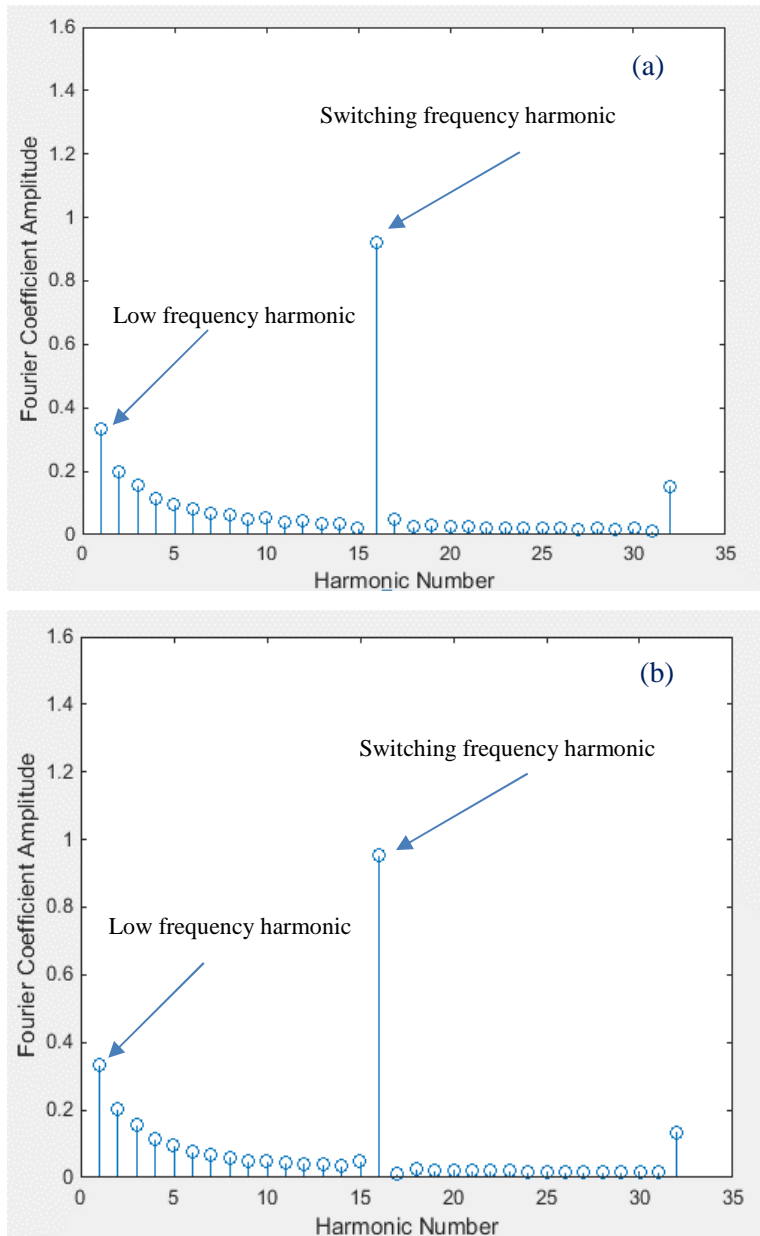 1.6
(a)
1.4
Switching frequency harmonic
1.2
1
0.8
Low frequency harmonic
0.6
0.4
0.2
0
Fourier Coefficient Amplitude
0 5 10 15 20 25 30 35
Harmonic Number
1.6
(b)
1.4
Switching frequency harmonic
1.2
1
0.8
Low frequency harmonic
0.6
0.4
0.2
0
Fourier Coefficient Amplitude
0 5 10 15 20 25 30 35
Harmonic Number